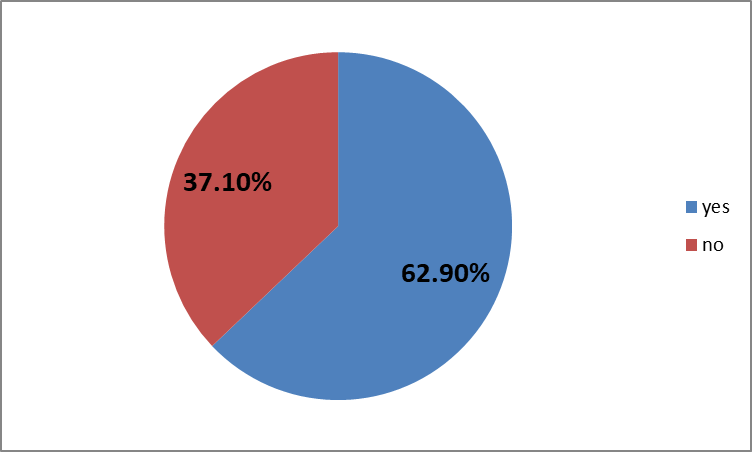 37.10%
62.90%
yes
no